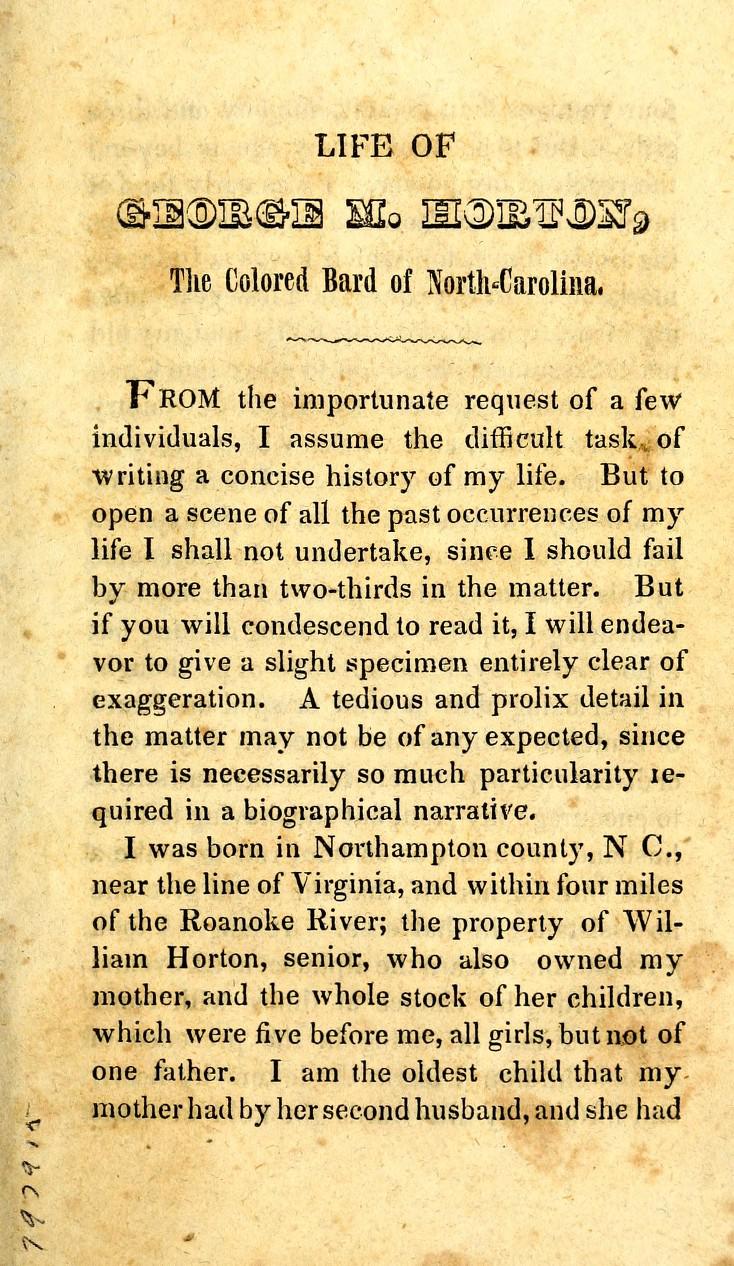 LIFE OF
GEORGE M. HORTON,
The Colored Bard of North-Carolina.
FROM the importunate request of a few
individuals, I assume the difficult task of
writing a concise history of my life. But to
open a scene of all the past occurrences of my
life I shall not undertake, since I should fail
by more than two-thirds in the matter. But
if you will condescend to read it, I will endea-
vor to give a slight specimen entirely clear of
exaggeration. A tedious and prolix detail in
the matter may not be of any expected, since
there is necessarily so much particularity re-
quired in a biographical narrative.
I was born in Northampton county, N C.,
near the line of Virginia, and within four miles
of the Roanoke River; the property of Wil-
liam Horton, senior, who also owned my
mother, and the whole stock of her children,
which were five before me, all girls, but not of
one father. I am the oldest child that my
mother had by her second husband, and she had